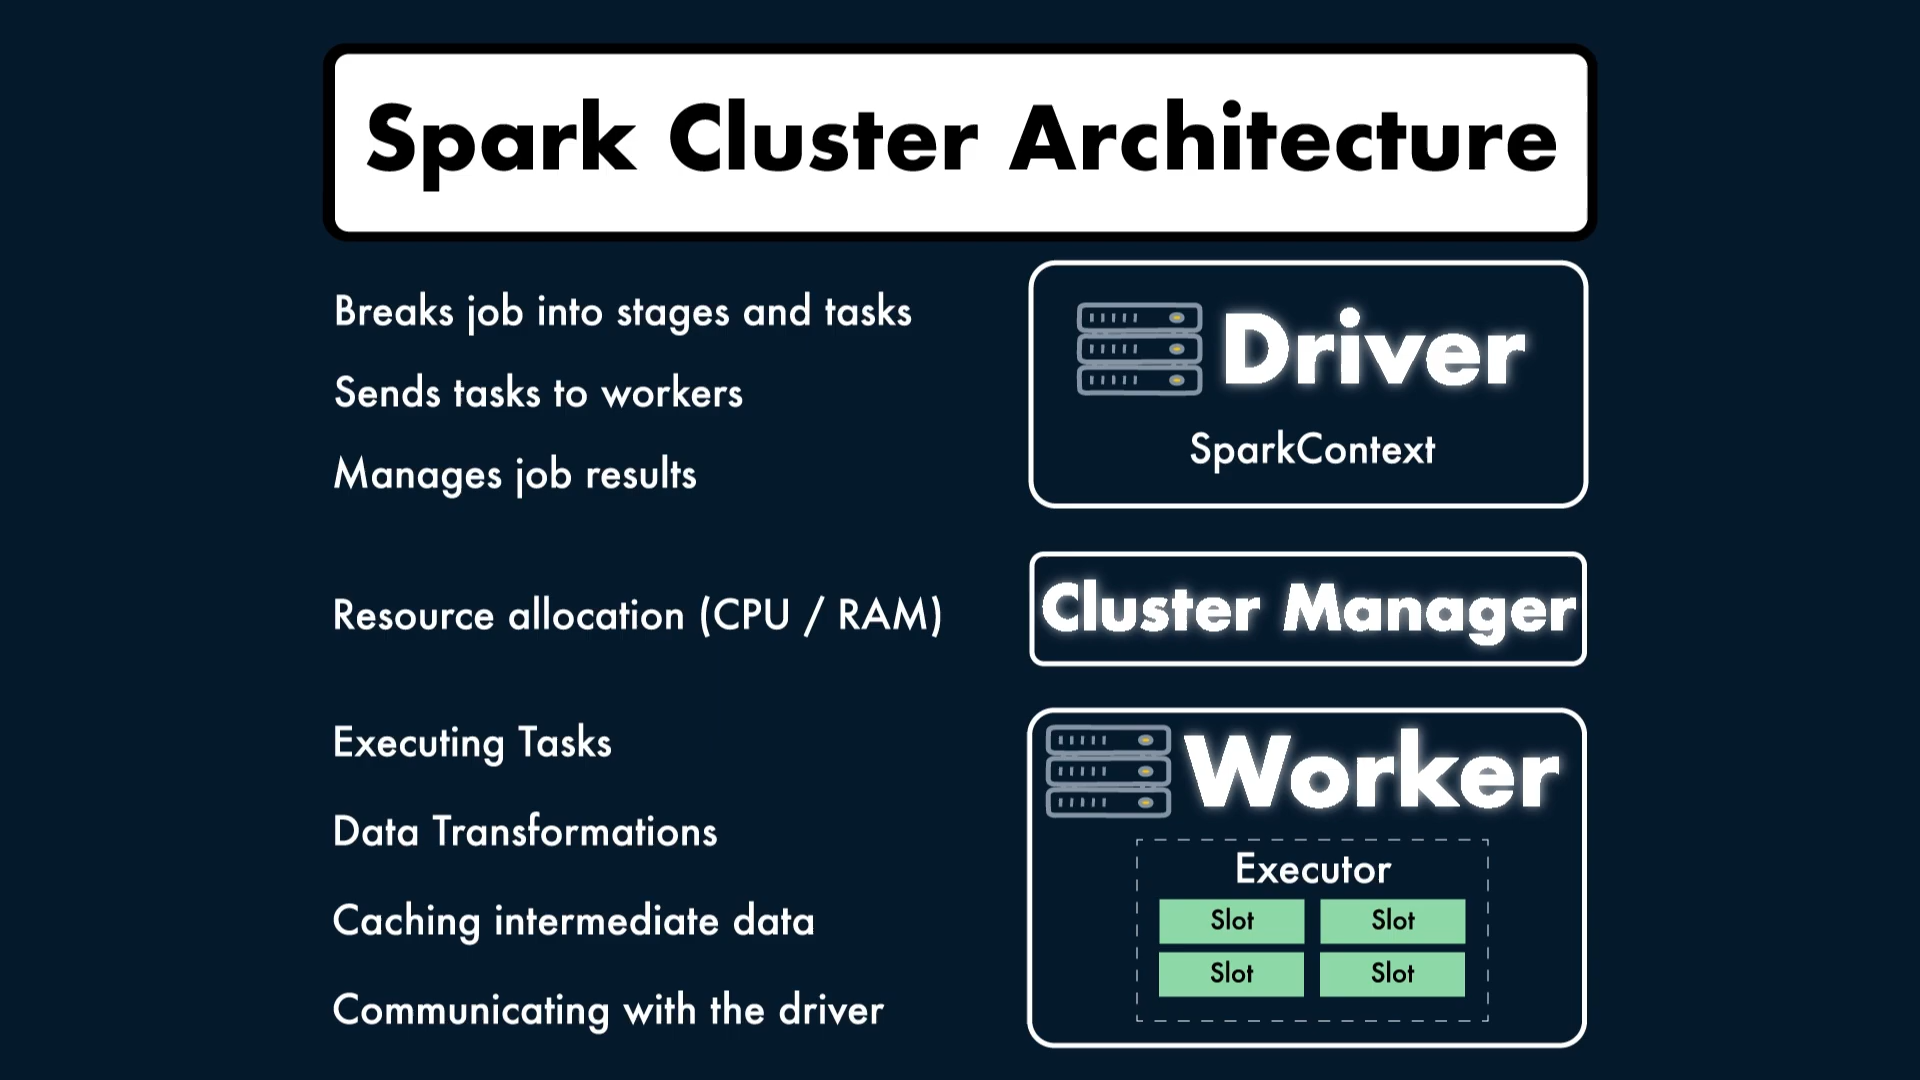 Spark Cluster Architecture
Breaks job into stages and tasks
Sends tasks to workers
Manages job results
Driver
SparkContext
Resource allocation (CPU / RAM)
Cluster Manager
Executing Tasks
Data Transformations
Caching intermediate data
Communicating with the driver
Worker
Executor
Slot Slot
Slot Slot